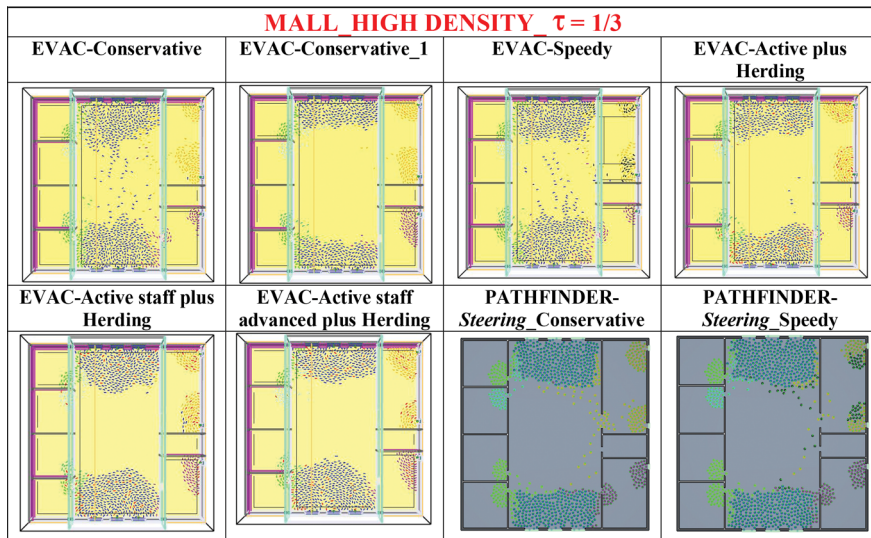 MALL_HIGH DENSITY_ τ = 1/3
EVAC-Conservative
EVAC-Conservative_1
EVAC-Speedy
EVAC-Active plus
Herding
EVAC-Active staff plus
Herding
EVAC-Active staff
advanced plus Herding
PATHFINDER-
Steering_Conservative
PATHFINDER-
Steering_Speedy